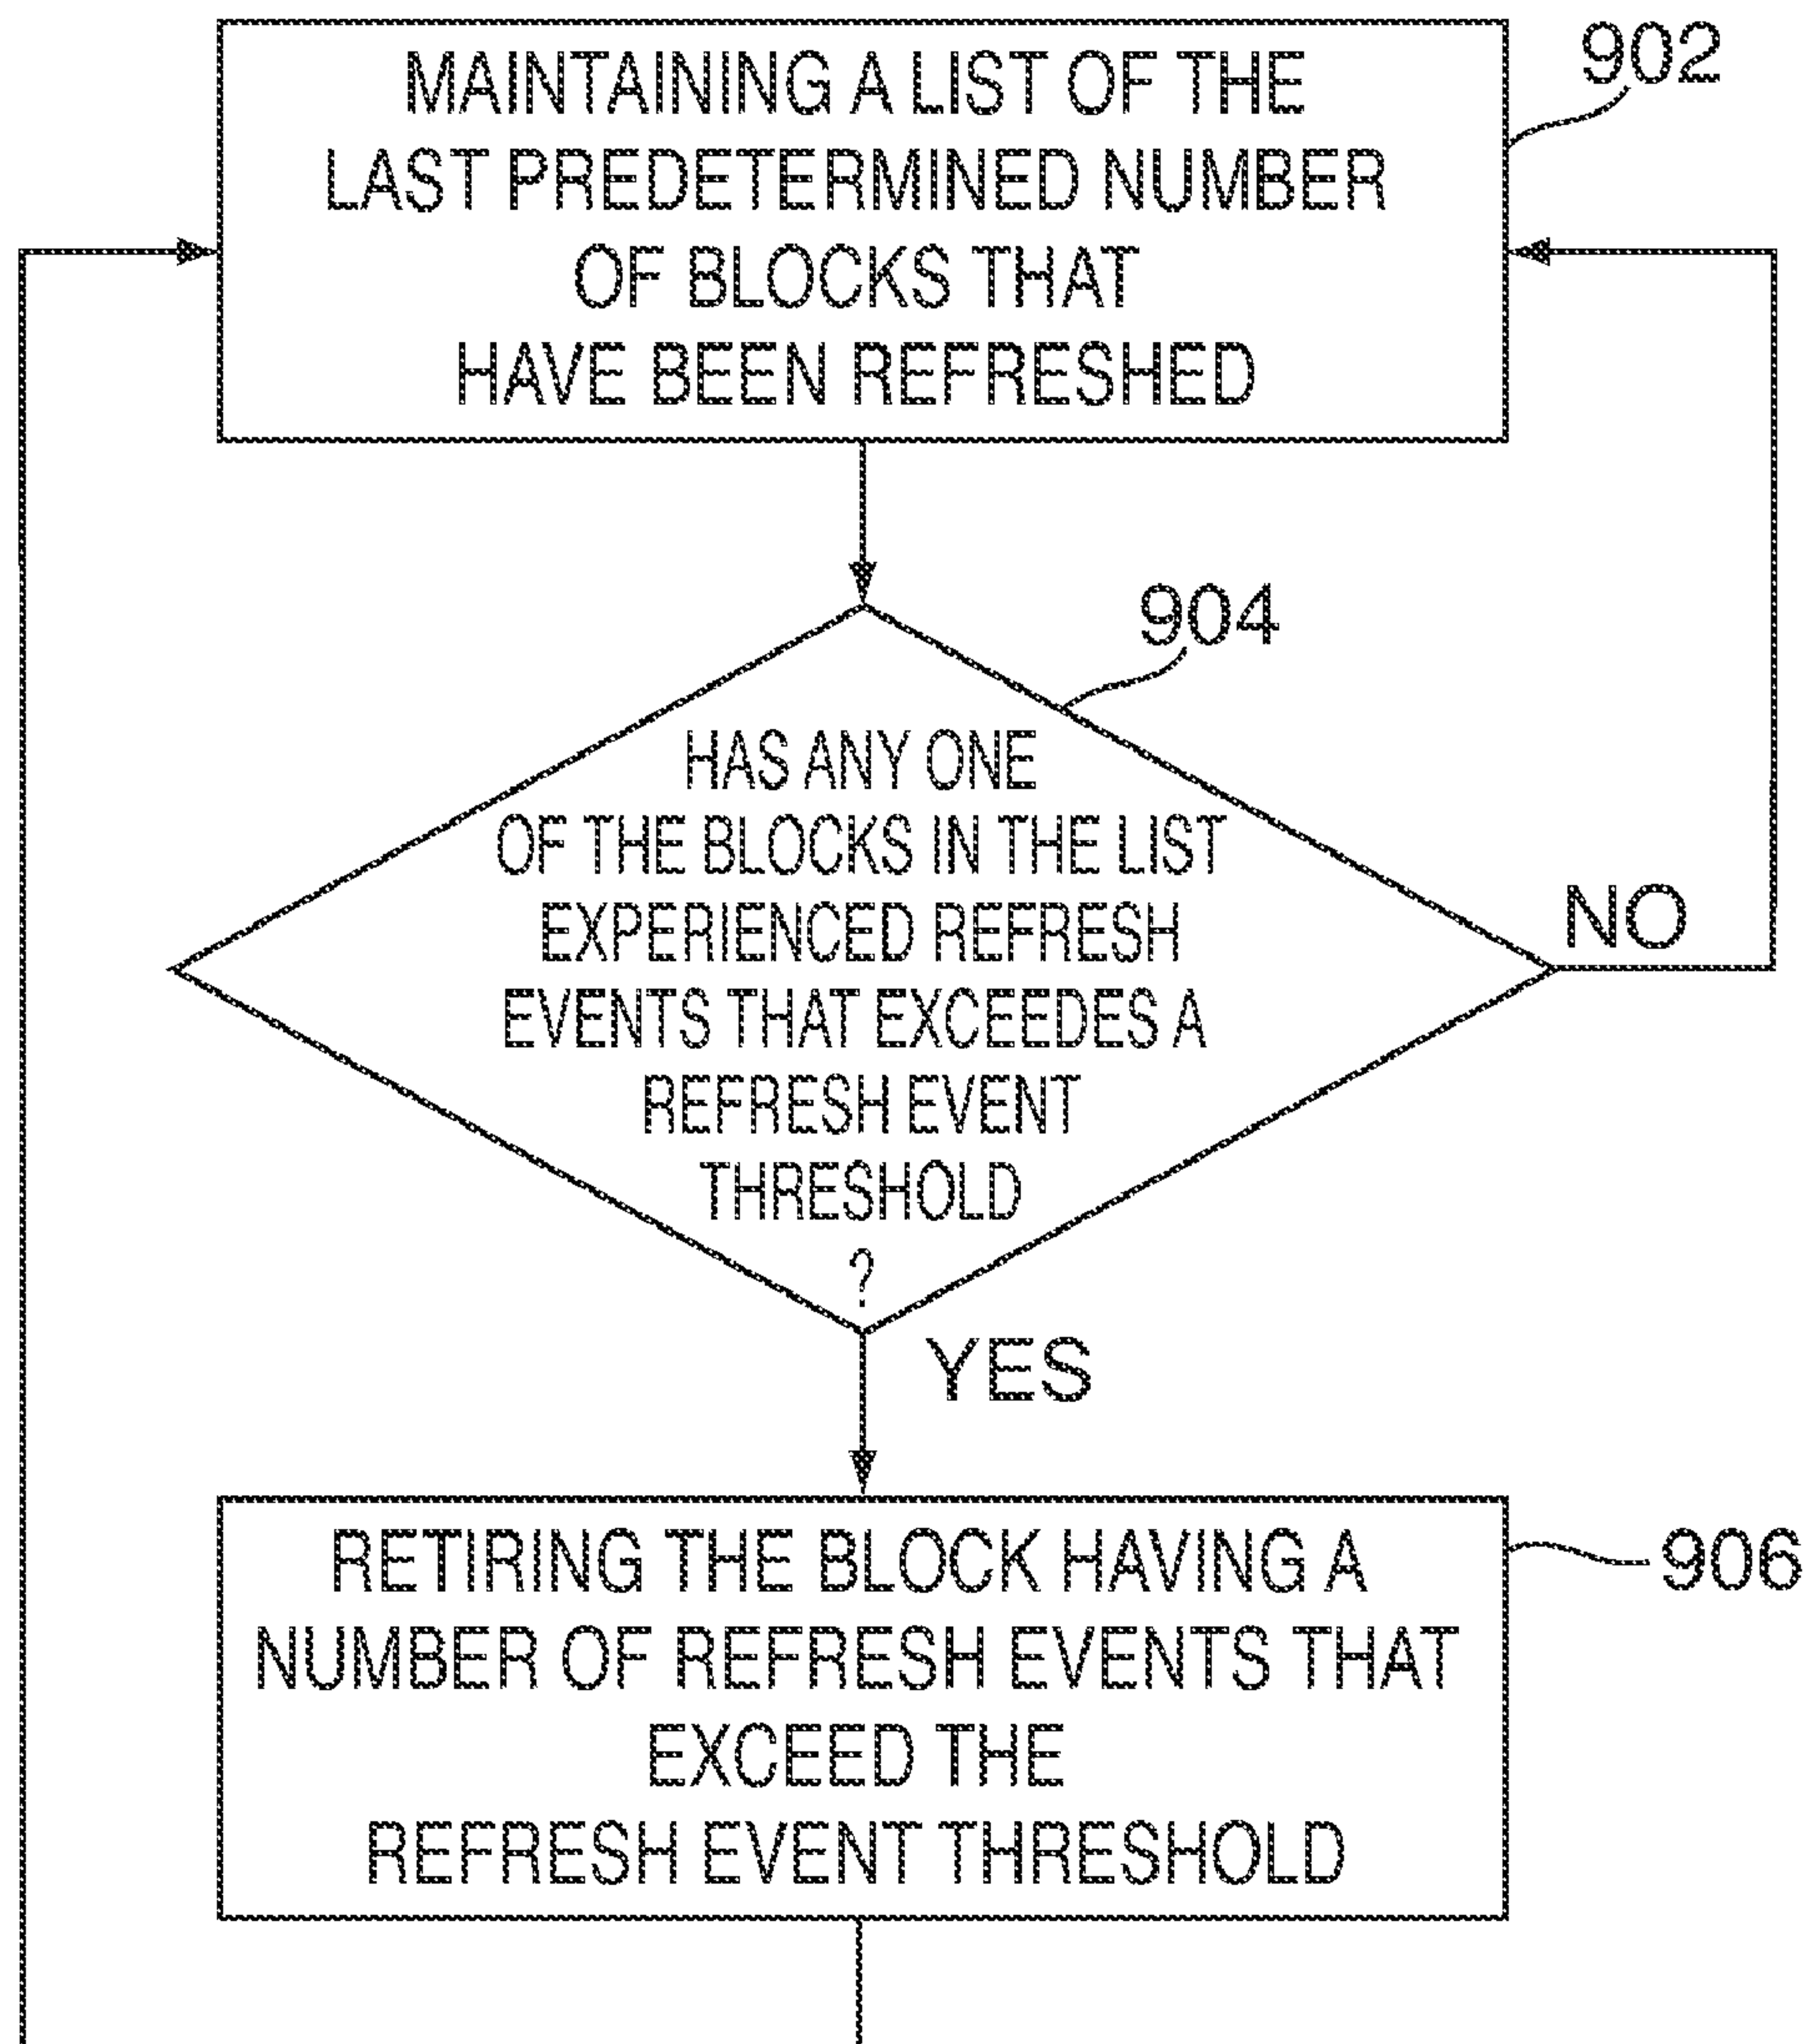 MAINTAINING A LIST OF THE
LAST PREDETERMINED NUMBER
OF BLOCKS THAT
HAVE BEEN REFRESHED
902
904
HAS ANY ONE
OF THE BLOCKS IN THE LIST
EXPERIENCED REFRESH
EVENTS THAT EXCEEDES A
REFRESH EVENT
THRESHOLD
?
NO
YES
RETIRING THE BLOCK HAVING A
NUMBER OF REFRESH EVENTS THAT
EXCEED THE
REFRESH EVENT THRESHOLD
906